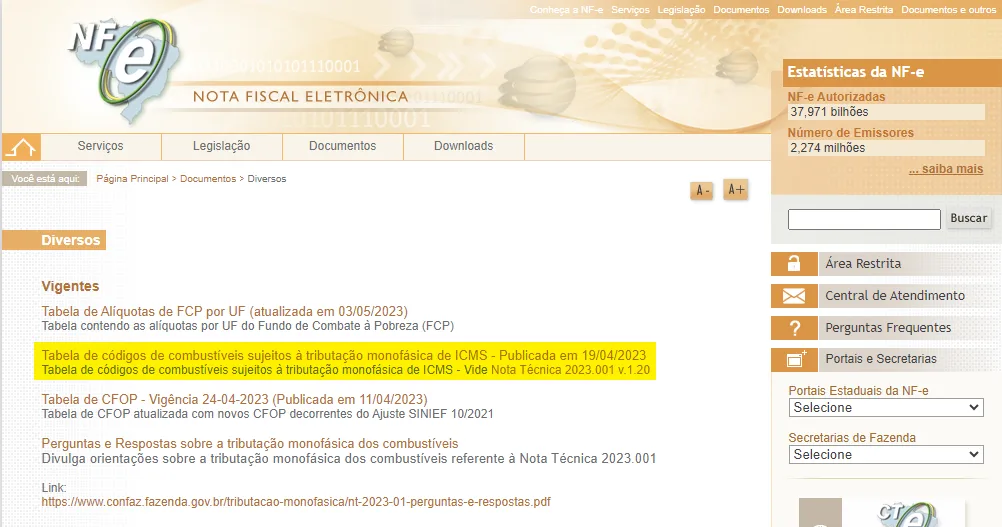 Conheça a NF-e Serviços Legislação Documentos Downloads Área Restrita Documentos e outros
NF e
010101010101110001
NOTA FISCAL ELETRÔNICA
01110001
101110001
Estatísticas da NF-e
NF-e Autorizadas
37,971 bilhões
Número de Emissores
2,274 milhões
... saiba mais
Serviços Legislação Documentos Downloads
Você está aqui: Página Principal > Documentos > Diversos
A - A+
Buscar
Diversos
Área Restrita
Central de Atendimento
Perguntas Frequentes
Portais e Secretarias
Portais Estaduais da NF-e
Selecione
Secretarias de Fazenda
Selecione
CT e
Vigentes
Tabela de Alíquotas de FCP por UF (atualizada em 03/05/2023)
Tabela contendo as alíquotas por UF do Fundo de Combate à Pobreza (FCP)
Tabela de códigos de combustíveis sujeitos à tributação monofásica de ICMS - Publicada em 19/04/2023
Tabela de códigos de combustíveis sujeitos à tributação monofásica de ICMS - Vide Nota Técnica 2023.001 v.1.20
Tabela de CFOP - Vigência 24-04-2023 (Publicada em 11/04/2023)
Tabela de CFOP atualizada com novos CFOP decorrentes do Ajuste SINIEF 10/2021
Perguntas e Respostas sobre a tributação monofásica dos combustíveis
Divulga orientações sobre a tributação monofásica dos combustíveis referente à Nota Técnica 2023.001
Link:
https://www.confaz.fazenda.gov.br/tributacao-monofasica/nt-2023-01-perguntas-e-respostas.pdf